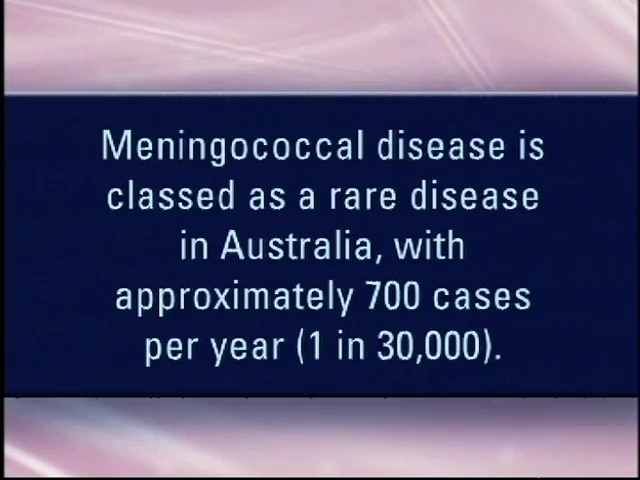 Meningococcal disease is
classed as a rare disease
in Australia, with
approximately 700 cases
per year (1 in 30,000).